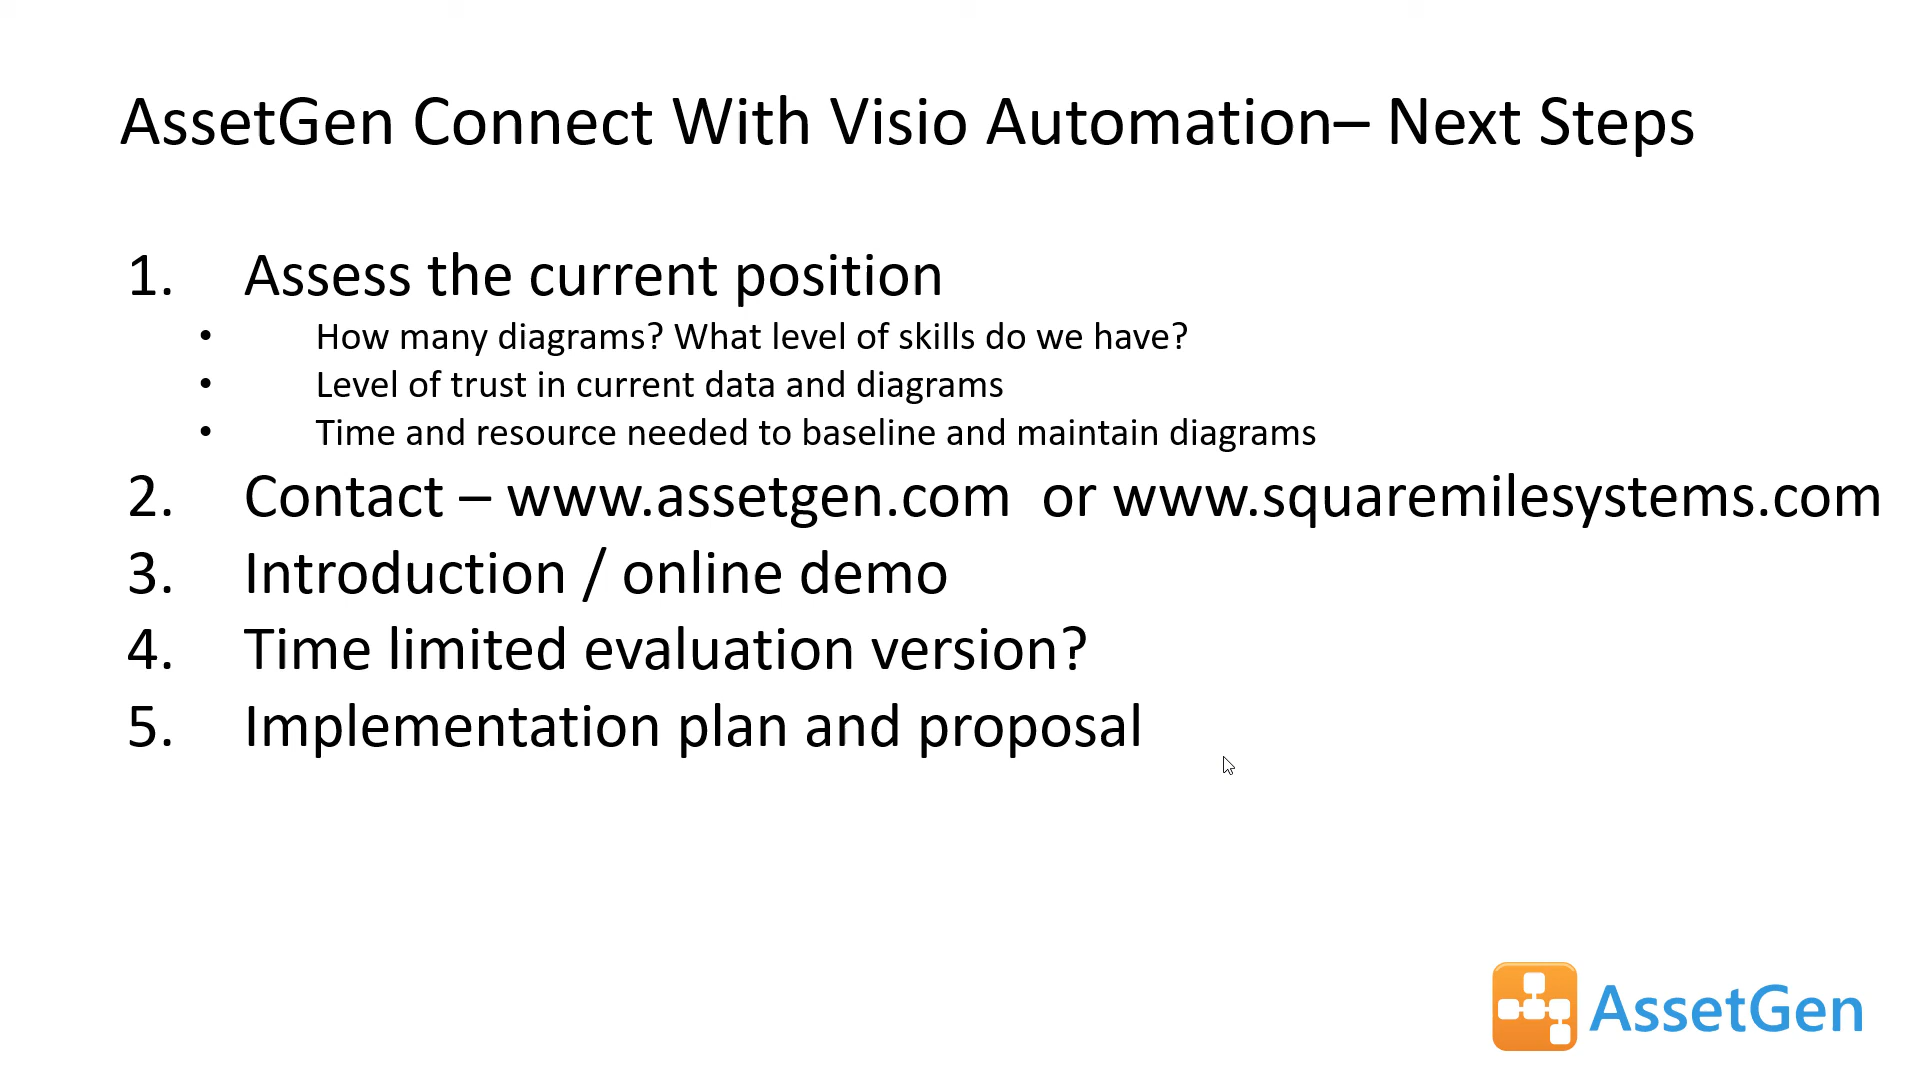 AssetGen Connect With Visio Automation– Next Steps
1. Assess the current position
• How many diagrams? What level of skills do we have?
• Level of trust in current data and diagrams
• Time and resource needed to baseline and maintain diagrams
2. Contact – www.assetgen.com  or www.squaremilesystems.com
3. Introduction / online demo
4. Time limited evaluation version?
5. Implementation plan and proposal
AssetGen